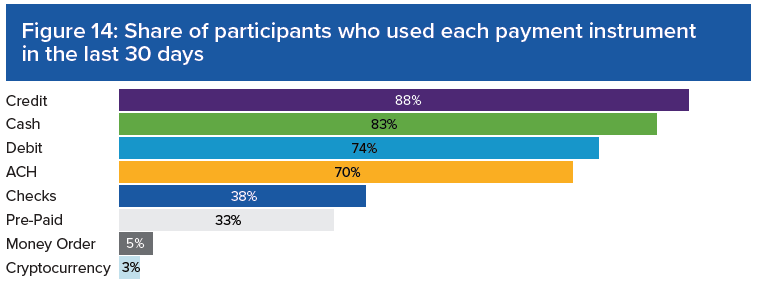 Figure 14: Share of participants who used each payment instrument
in the last 30 days
Credit 88%
Cash 83%
Debit 74%
ACH 70%
Checks 38%
Pre-Paid 33%
Money Order 5%
Cryptocurrency 3%